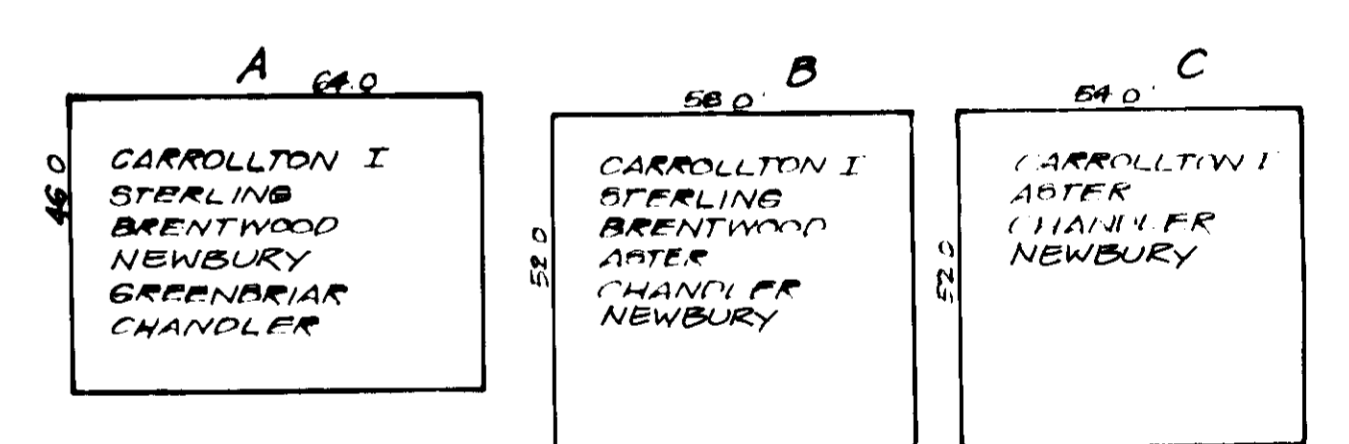 A
64.0
46 0
CARROLLTON I
STERLING
BRENTWOOD
NEWBURY
GREENBRIAR
CHANDLER
B
58 0'
52 0
CARROLLTON I
STERLING
BRENTWOOD
ASTER
CHANDLER
NEWBURY
C
54 0'
52 0
CARROLLTON I
ASTER
CHANDLER
NEWBURY